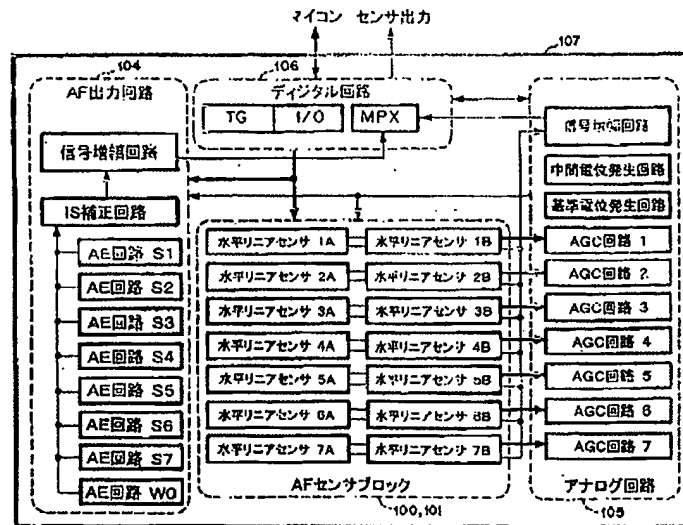 マイコン センサ出力
107
104
AF出力回路
信号増幅回路
IS補正回路
AE回路 S1
AE回路 S2
AE回路 S3
AE回路 S4
AE回路 S5
AE回路 S6
AE回路 S7
AE回路 WO
106
ディジタル回路
TG I/O MPX
水平リニアセンサ 1A 水平リニアセンサ 1B
水平リニアセンサ 2A 水平リニアセンサ 2B
水平リニアセンサ 3A 水平リニアセンサ 3B
水平リニアセンサ 4A 水平リニアセンサ 4B
水平リニアセンサ 5A 水平リニアセンサ 5B
水平リニアセンサ 6A 水平リニアセンサ 6B
水平リニアセンサ 7A 水平リニアセンサ 7B
AFセンサブロック
100,101
信号増幅回路
中間電位発生回路
基準電位発生回路
AGC回路 1
AGC回路 2
AGC回路 3
AGC回路 4
AGC回路 5
AGC回路 6
AGC回路 7
アナログ回路
105